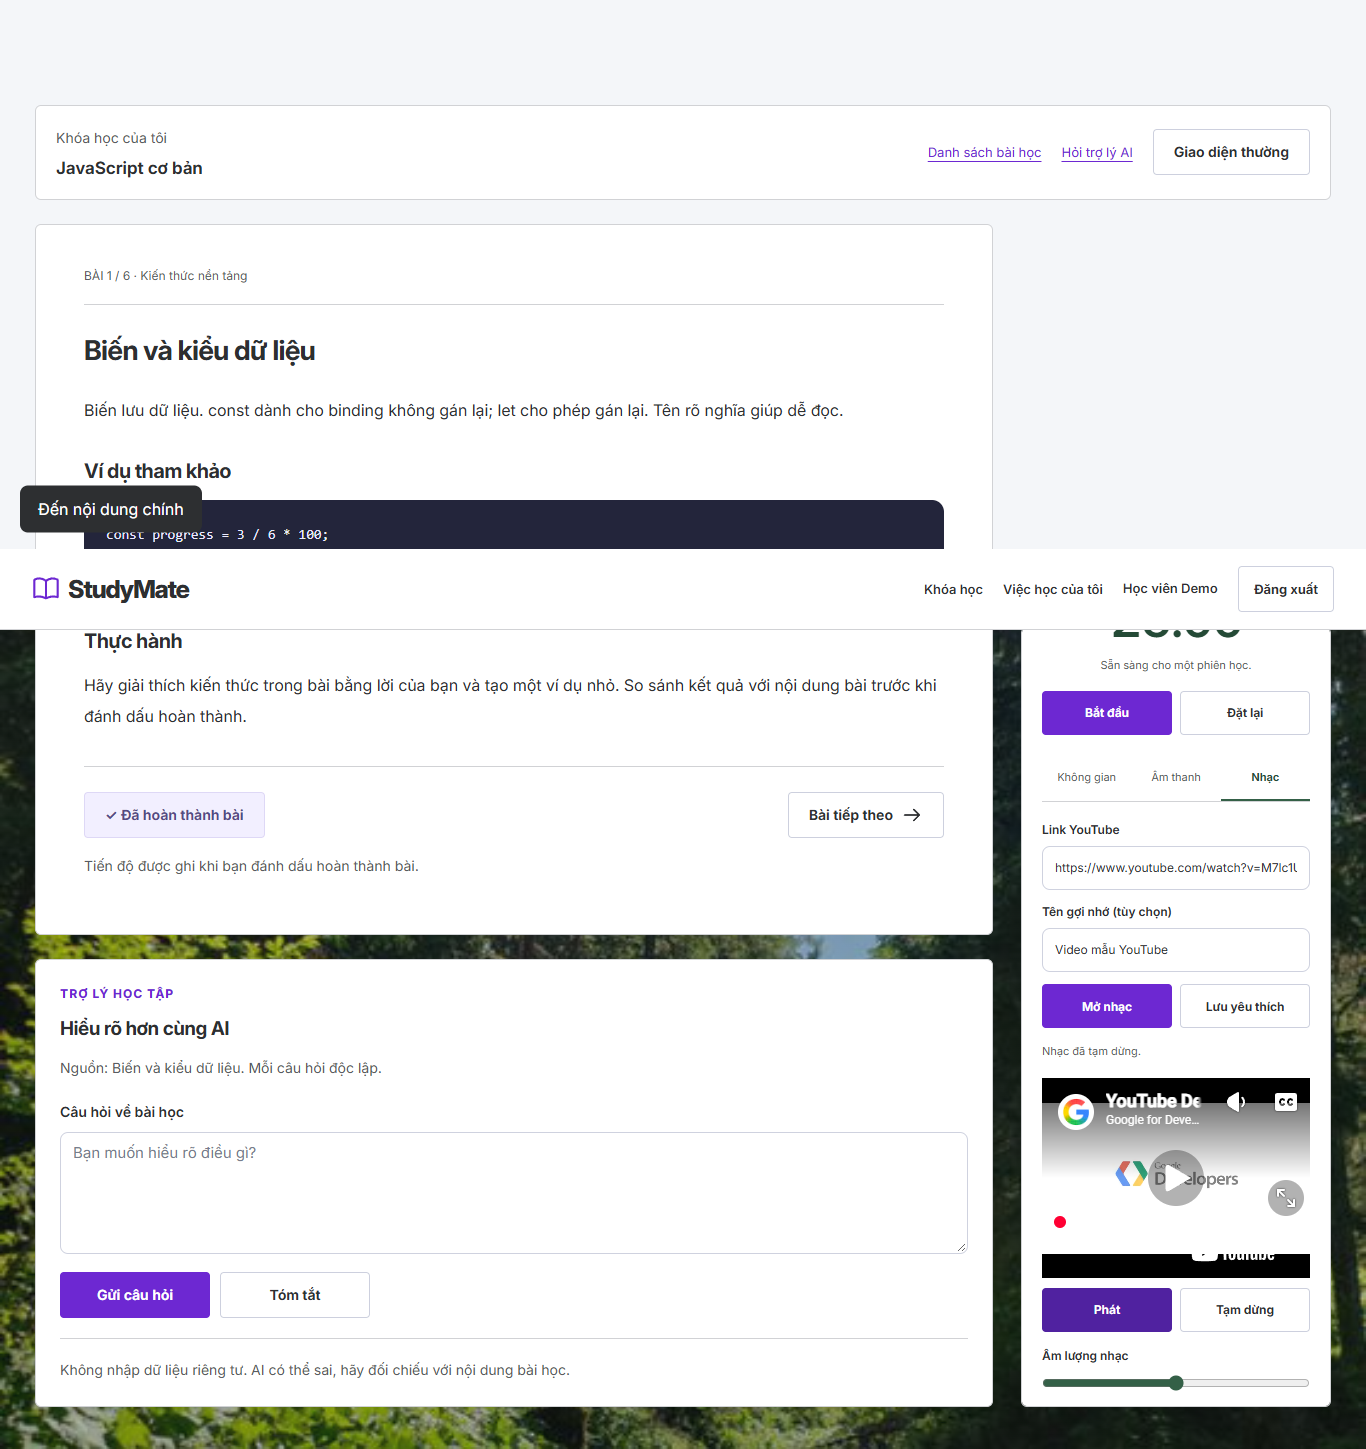 Khóa học của tôi
JavaScript cơ bản
Danh sách bài học
Hỏi trợ lý AI
Giao diện thường
BÀI 1 / 6 · Kiến thức nền tảng
Biến và kiểu dữ liệu
Biến lưu dữ liệu. const dành cho binding không gán lại; let cho phép gán lại. Tên rõ nghĩa giúp dễ đọc.
Ví dụ tham khảo
Đến nội dung chính
const progress = 3 / 6 * 100;
StudyMate
Khóa học
Việc học của tôi
Học viên Demo
Đăng xuất
Thực hành
Hãy giải thích kiến thức trong bài bằng lời của bạn và tạo một ví dụ nhỏ. So sánh kết quả với nội dung bài trước khi
đánh dấu hoàn thành.
Đã hoàn thành bài
Bài tiếp theo
Tiến độ được ghi khi bạn đánh dấu hoàn thành bài.
TRỢ LÝ HỌC TẬP
Hiểu rõ hơn cùng AI
Nguồn: Biến và kiểu dữ liệu. Mỗi câu hỏi độc lập.
Câu hỏi về bài học
Bạn muốn hiểu rõ điều gì?
Gửi câu hỏi
Tóm tắt
Không nhập dữ liệu riêng tư. AI có thể sai, hãy đối chiếu với nội dung bài học.
Sẵn sàng cho một phiên học.
Bắt đầu
Đặt lại
Không gian
Âm thanh
Nhạc
Link YouTube
https://www.youtube.com/watch?v=M7lc1U
Tên gợi nhớ (tùy chọn)
Video mẫu YouTube
Mở nhạc
Lưu yêu thích
Nhạc đã tạm dừng.
YouTube De
Google for Deve...
CC
Google
Developers
YouTube
Phát
Tạm dừng
Âm lượng nhạc